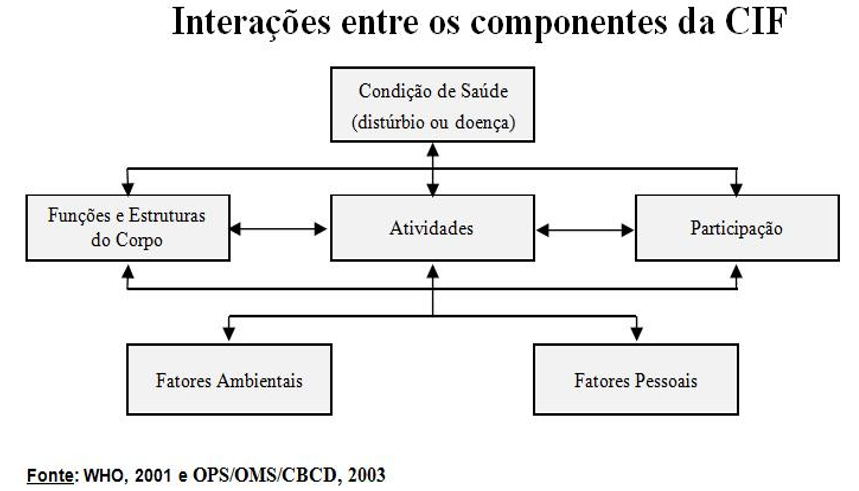 Interações entre os componentes da CIF
Condição de Saúde
(distúrbio ou doença)
Funções e Estruturas
do Corpo
Atividades
Participação
Fatores Ambientais
Fatores Pessoais
Fonte: WHO, 2001 e OPS/OMS/CBCD, 2003